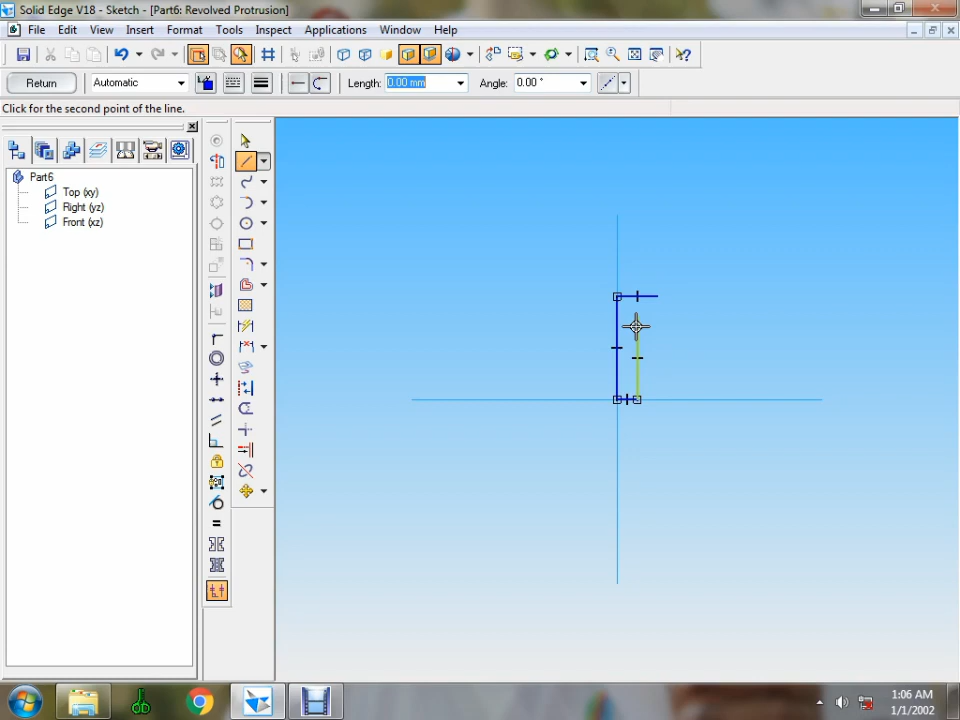 Solid Edge V18 - Sketch - [Part6: Revolved Protrusion]
File Edit View Insert Format Tools Inspect Applications Window Help
Return Automatic Length: 0.00 mm Angle: 0.00 °
Click for the second point of the line.
Part6
Top (xy)
Right (yz)
Front (xz)
1:06 AM
1/1/2002